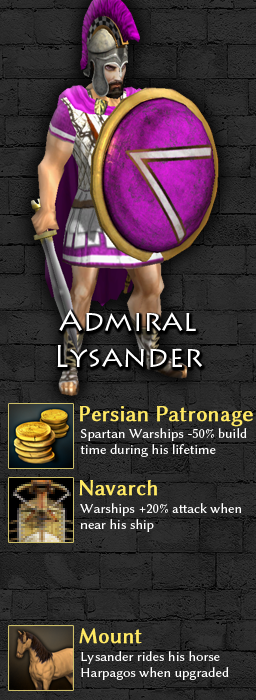 Admiral
Lysander
Persian Patronage
Spartan Warships -50% build
time during his lifetime
Navarch
Warships +20% attack when
near his ship
Mount
Lysander rides his horse
Harpagos when upgraded